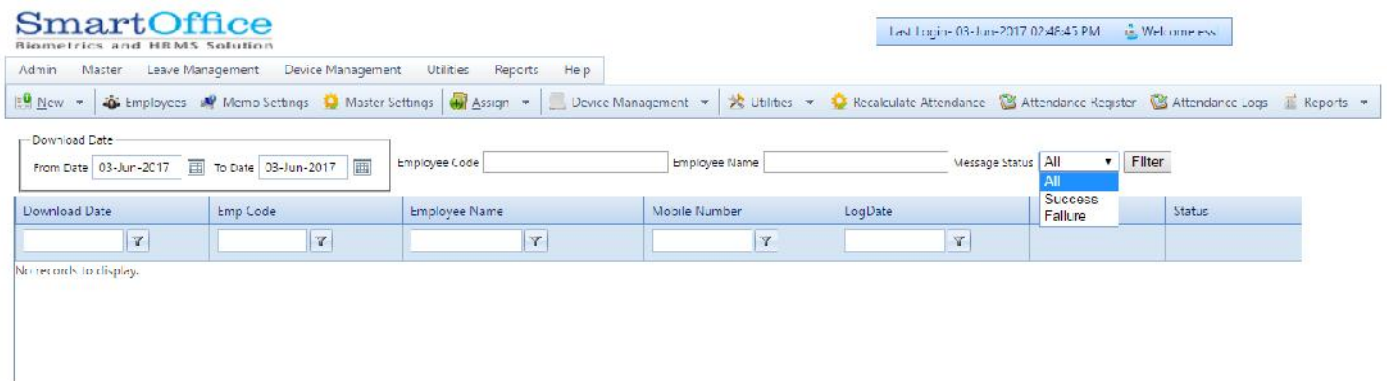 SmartOffice
Biometrics and HRMS Solution
Last Login- 03-Jun-2017 02:48:45 PM Welcome essl
Admin Master Leave Management Device Management Utilities Reports Help
New Employees Memo Settings Master Settings Assign Device Management Utilities Recalculate Attendance Attendance Register Attendance Logs Reports
Download Date
From Date 03-Jun-2017 To Date 03-Jun-2017 Employee Code Employee Name Message Status All Filter
All
Success
Failure
Download Date Emp Code Employee Name Mobile Number LogDate Status
No records to display.